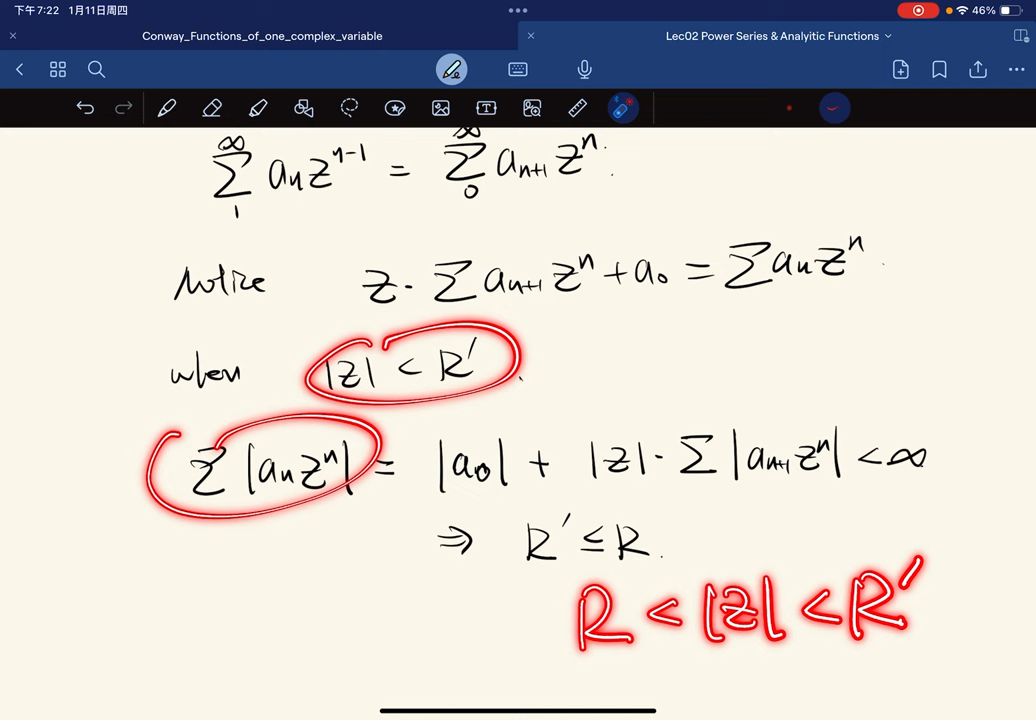 下午7:22 1月11日周四
46%
Conway_Functions_of_one_complex_variable
Lec02 Power Series & Analyitic Functions
∞ ∑ 1 aₙzⁿ⁻¹ = ∞ ∑ 0 aₙ₊₁zⁿ.
Notice z · ∑ aₙ₊₁zⁿ + a₀ = ∑ aₙzⁿ.
when |z| < R′.
∑ |aₙzⁿ| = |a₀| + |z| · ∑ |aₙ₊₁zⁿ| < ∞
⇒ R′ ≤ R.
R < |z| < R′